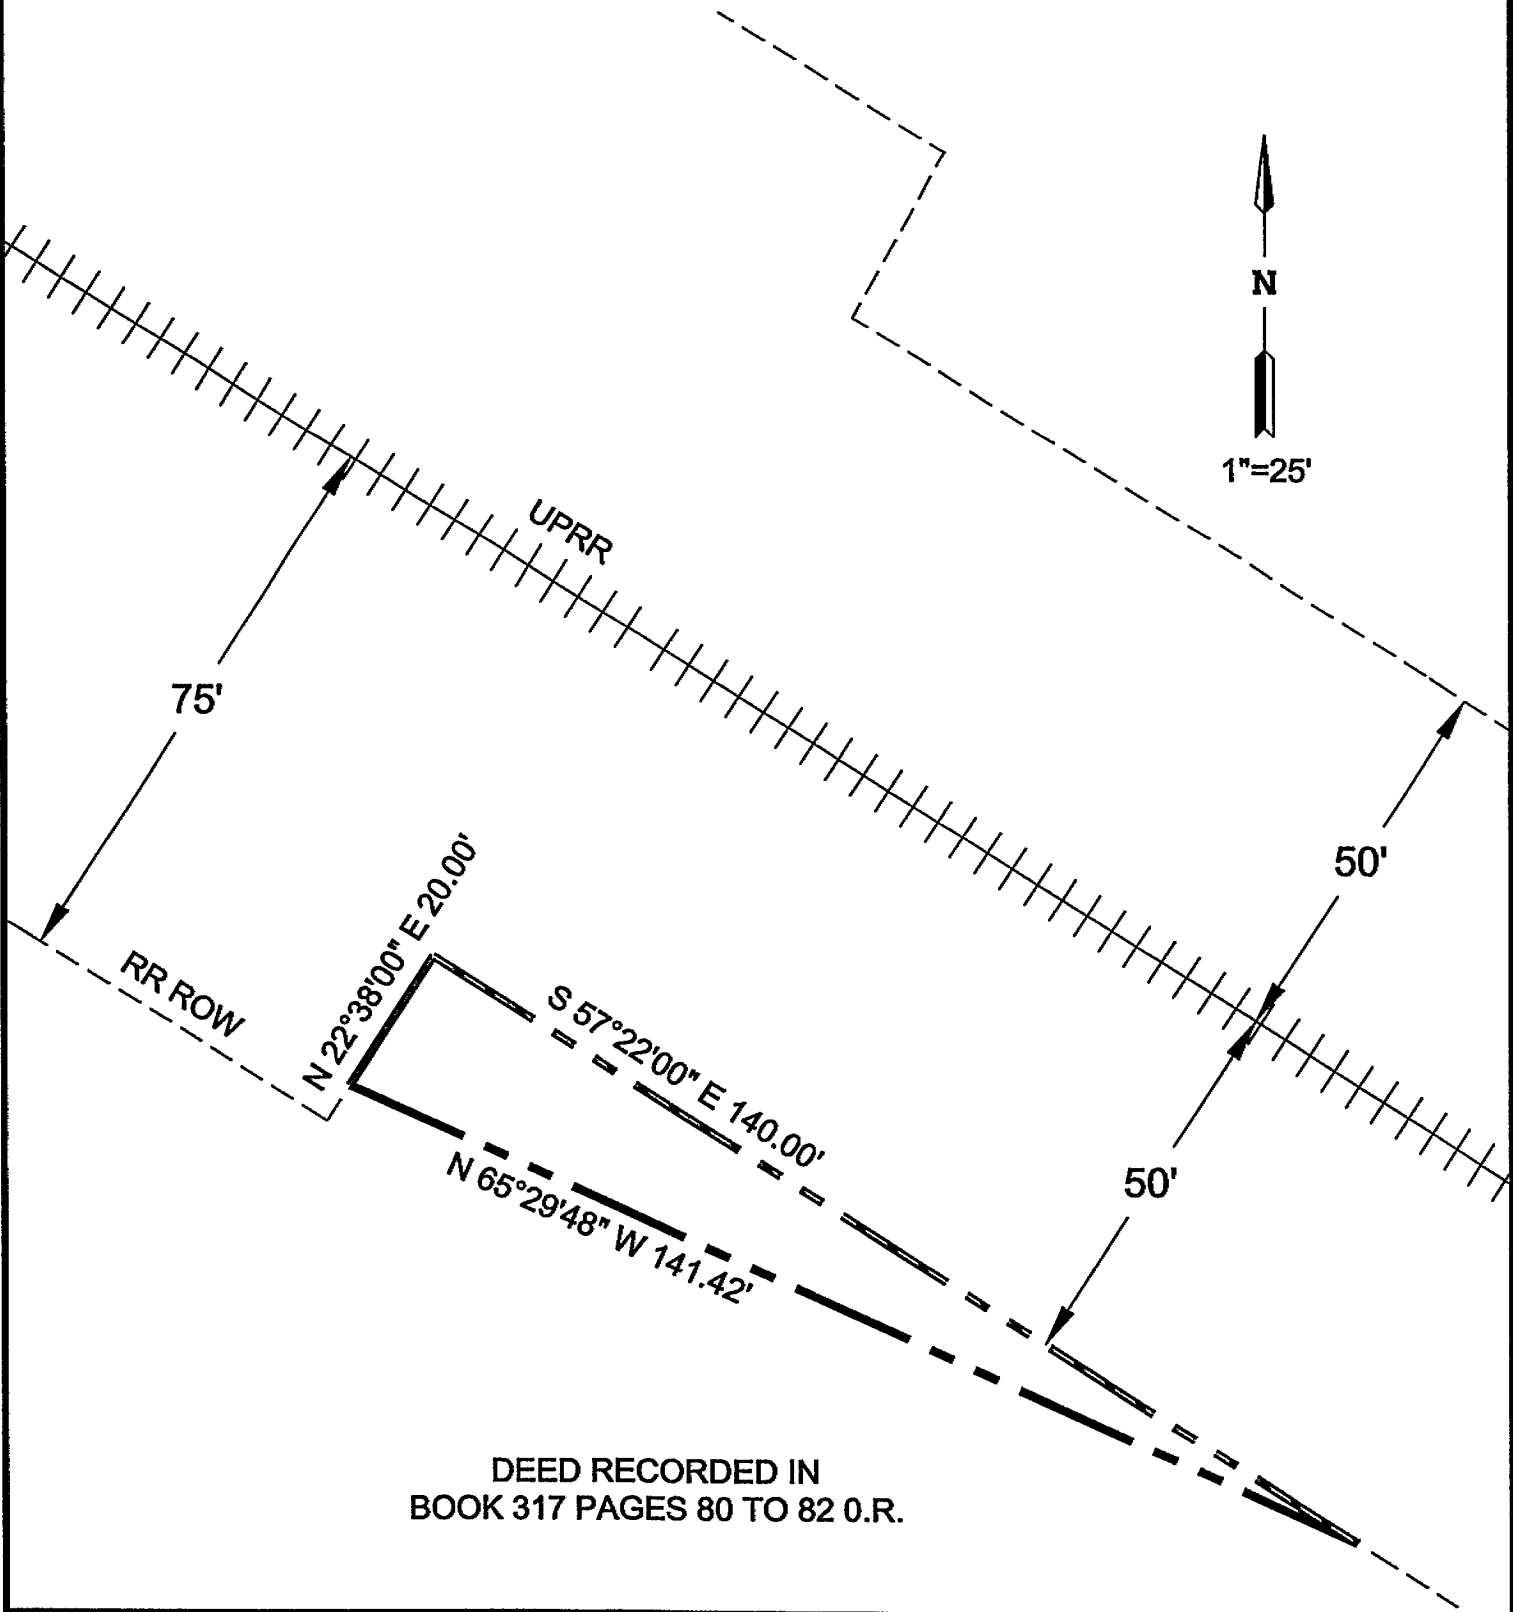 N
1"=25'
UPRR
75'
50'
N 22°38'00" E 20.00'
RR ROW
S 57°22'00" E 140.00'
50'
N 65°29'48" W 141.42'
DEED RECORDED IN
BOOK 317 PAGES 80 TO 82 0.R.